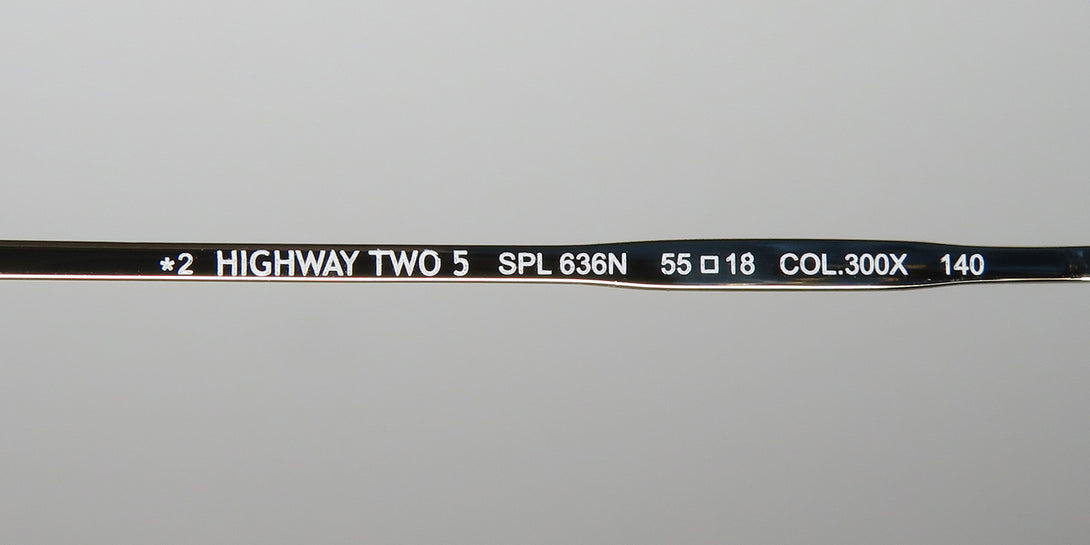 *2 HIGHWAY TWO 5 SPL 636N 55□18 COL.300X 140